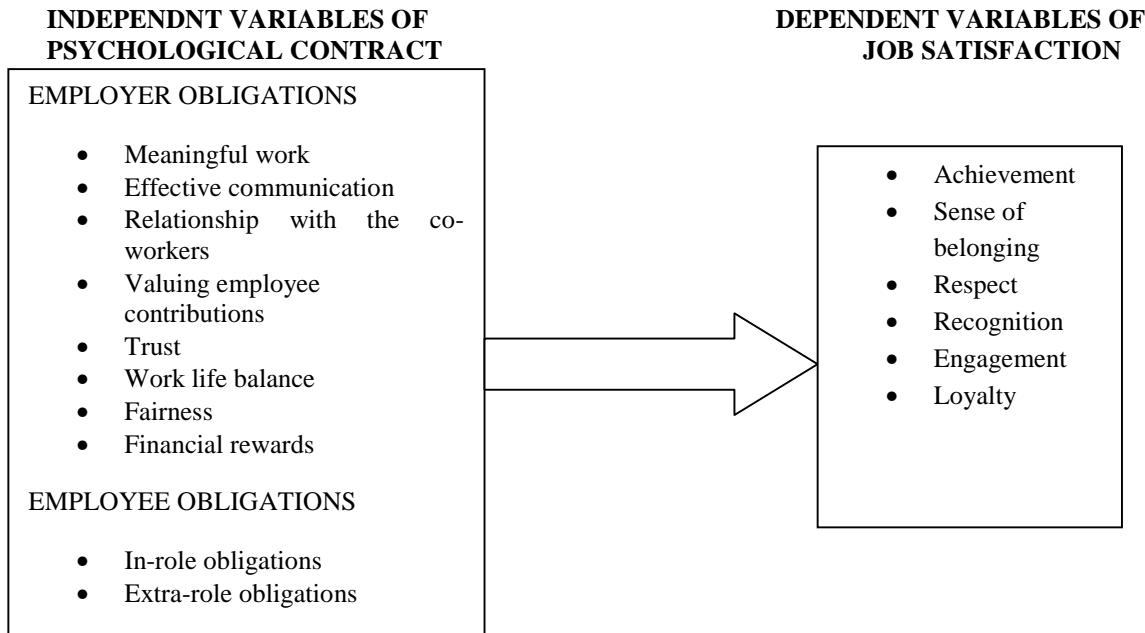 INDEPENDNT VARIABLES OF
PSYCHOLOGICAL CONTRACT
EMPLOYER OBLIGATIONS
• Meaningful work
• Effective communication
• Relationship with the co-
workers
• Valuing employee
contributions
• Trust
• Work life balance
• Fairness
• Financial rewards
EMPLOYEE OBLIGATIONS
• In-role obligations
• Extra-role obligations
DEPENDENT VARIABLES OF
JOB SATISFACTION
• Achievement
• Sense of
belonging
• Respect
• Recognition
• Engagement
• Loyalty